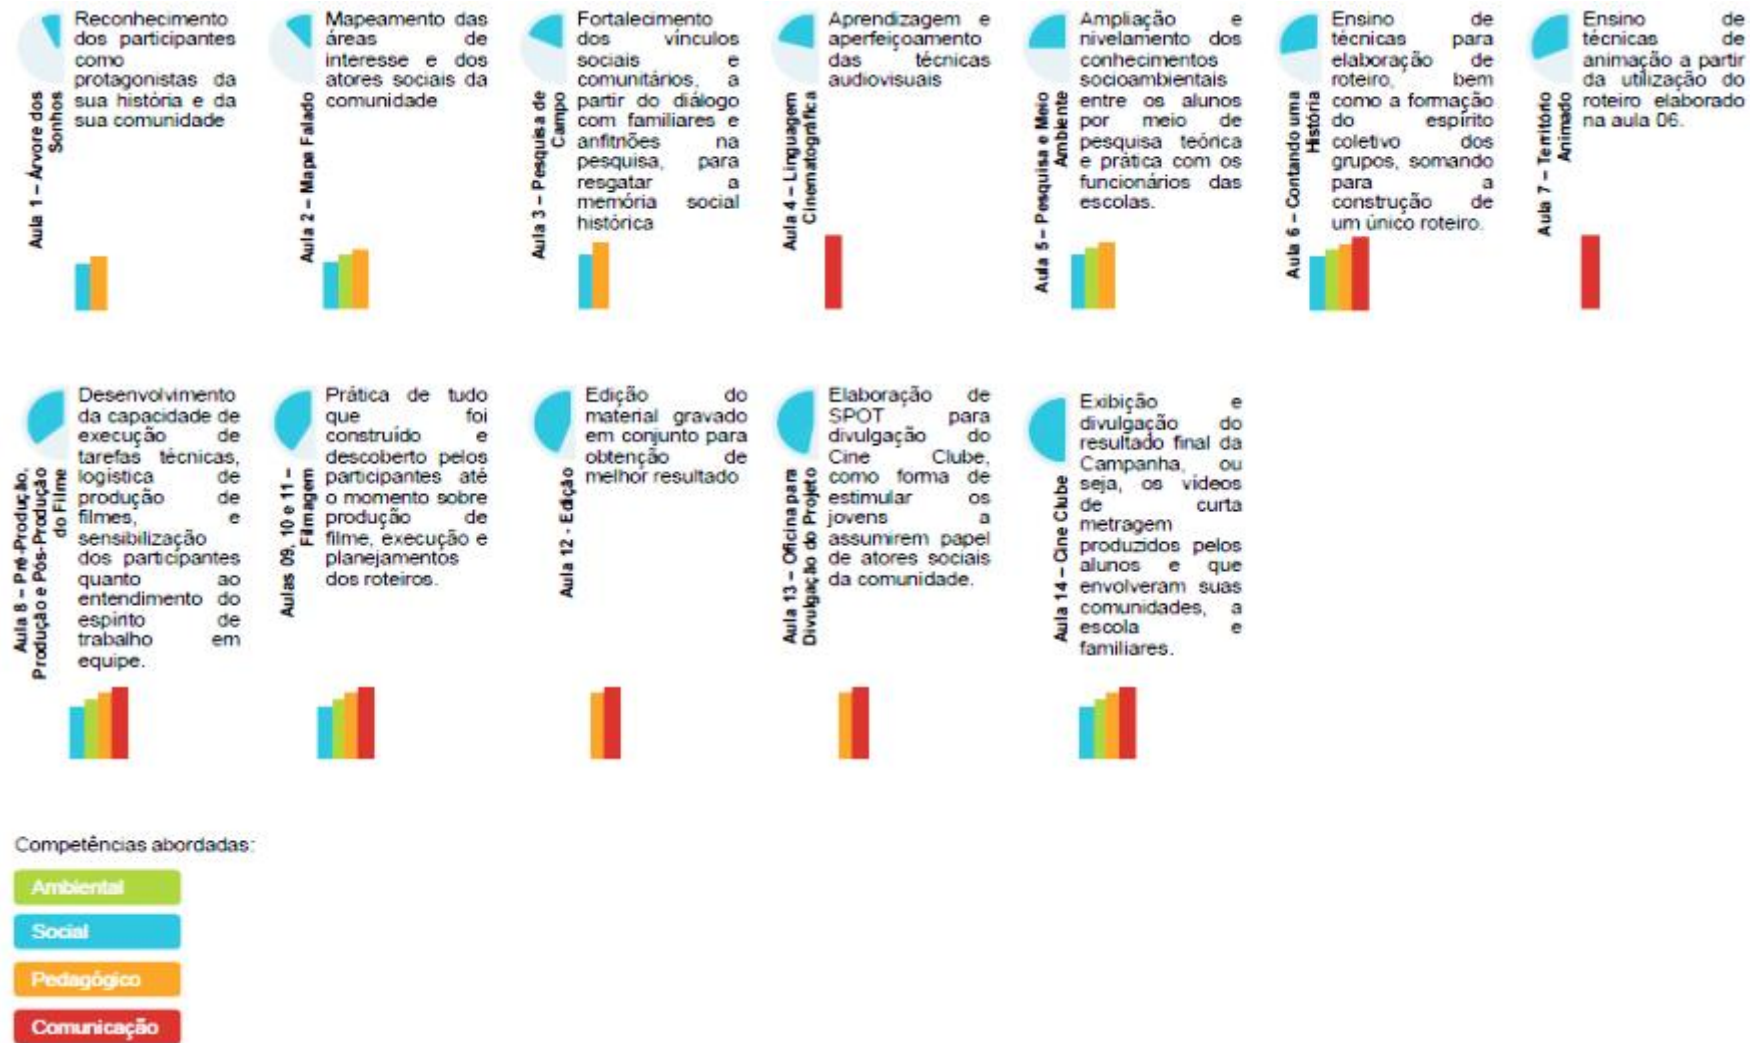 Aula 1 – Árvore dos
Sonhos
Reconhecimento
dos participantes
como
protagonistas da
sua história e da
sua comunidade
Aula 2 – Mapa Falado
Mapeamento das
áreas de
interesse e dos
atores sociais da
comunidade
Aula 3 – Pesquisa de
Campo
Fortalecimento
dos vínculos
sociais e
comunitários, a
partir do diálogo
com familiares e
anfitriões na
pesquisa, para
resgatar a
memória social
histórica
Aula 4 – Linguagem
Cinematográfica
Aprendizagem e
aperfeiçoamento
das técnicas
audiovisuais
Aula 5 – Pesquisa e Meio
Ambiente
Ampliação e
nivelamento dos
conhecimentos
socioambientais
entre os alunos
por meio de
pesquisa teórica
e prática com os
funcionários das
escolas.
Aula 6 – Contando uma
História
Ensino de
técnicas para
elaboração de
roteiro, bem
como a formação
do espírito
coletivo dos
grupos, somando
para a
construção de
um único roteiro.
Aula 7 – Território
Animado
Ensino de
técnicas de
animação a partir
da utilização do
roteiro elaborado
na aula 06.
Aula 8 – Pré-Produção,
Produção e Pós-Produção
do Filme
Desenvolvimento
da capacidade de
execução de
tarefas técnicas,
logística de
produção de
filmes, e
sensibilização
dos participantes
quanto ao
entendimento do
espírito de
trabalho em
equipe.
Aulas 09, 10 e 11 –
Filmagem
Prática de tudo
que foi
construído e
descoberto pelos
participantes até
o momento sobre
produção de
filme, execução e
planejamentos
dos roteiros.
Aula 12 - Edição
Edição do
material gravado
em conjunto para
obtenção de
melhor resultado
Aula 13 – Oficina para
Divulgação do Projeto
Elaboração de
SPOT para
divulgação do
Cine Clube,
como forma de
estimular os
jovens a
assumirem papel
de atores sociais
da comunidade.
Aula 14 – Cine Clube
Exibição e
divulgação do
resultado final da
Campanha, ou
seja, os vídeos
de curta
metragem
produzidos pelos
alunos e que
envolveram suas
comunidades, a
escola e
familiares.
Competências abordadas:
Ambiental
Social
Pedagógico
Comunicação